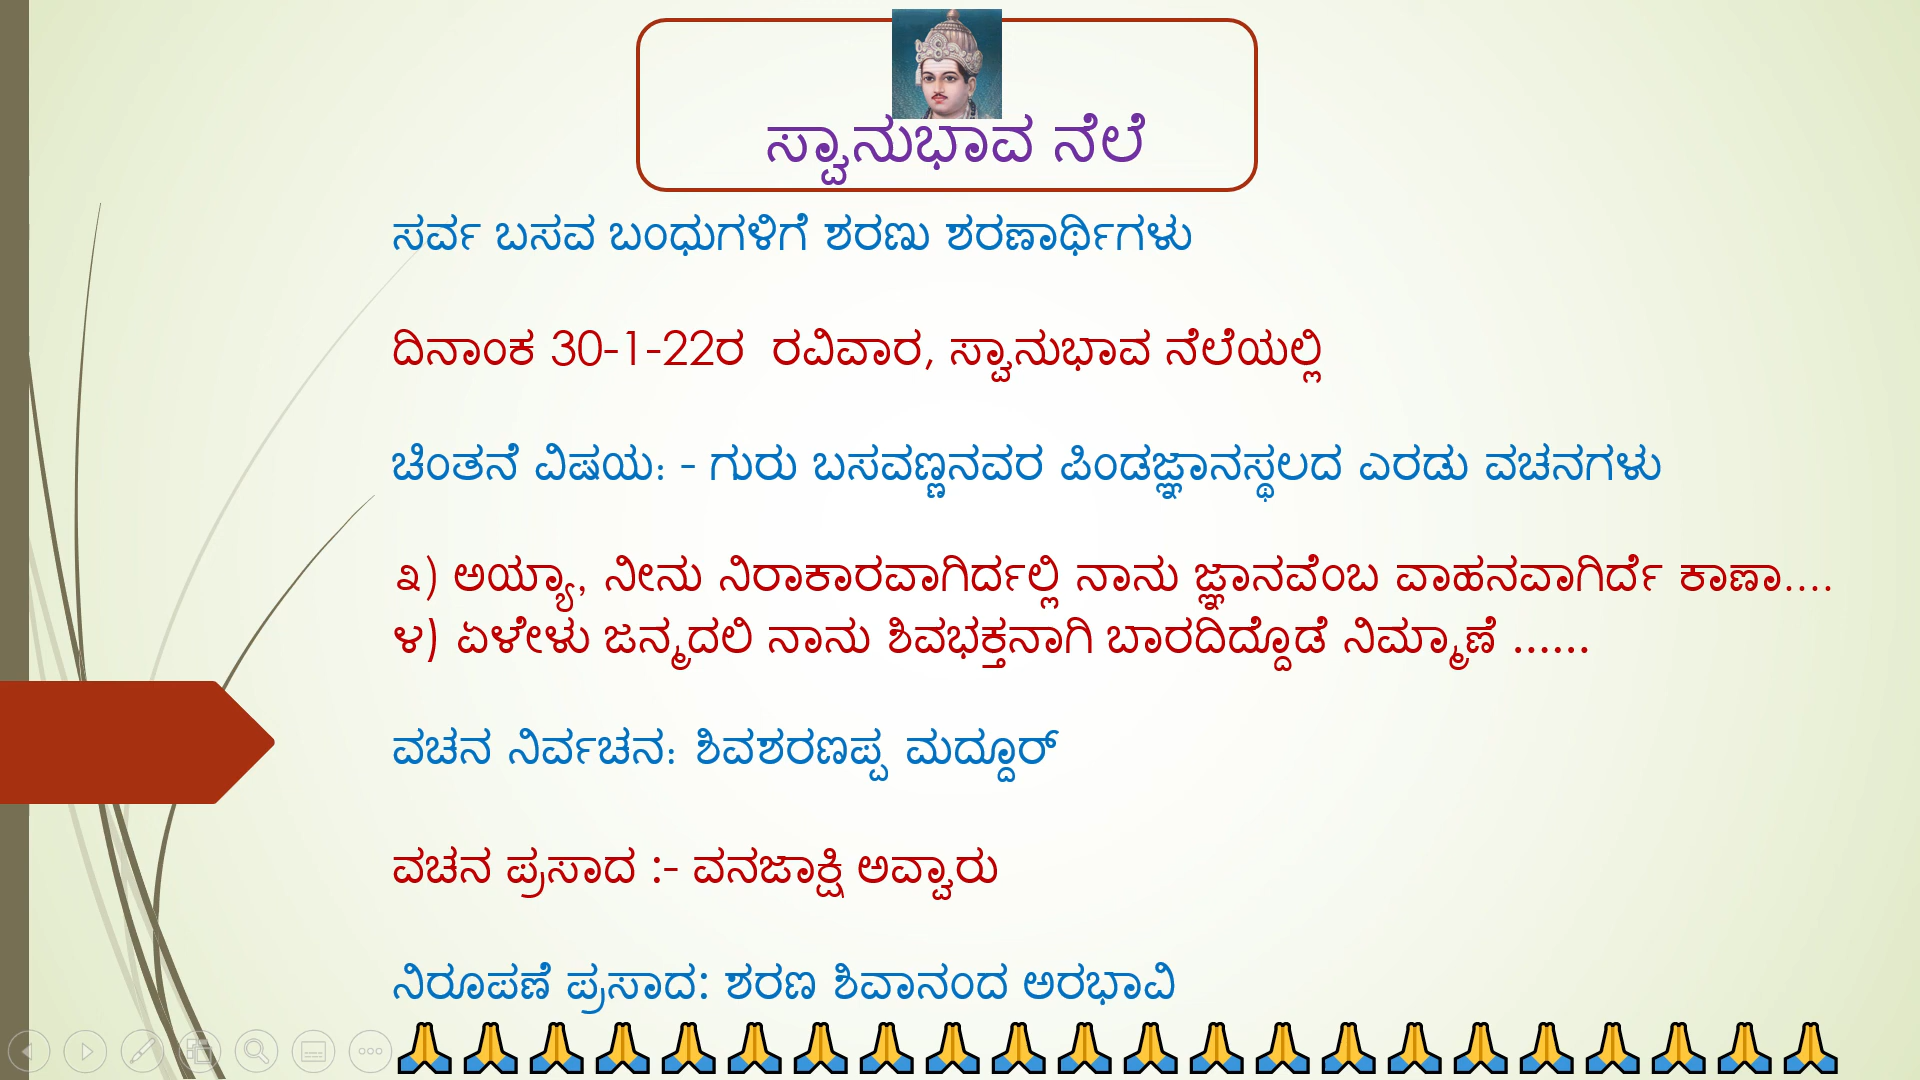 ಸ್ವಾನುಭಾವ ನೆಲೆ
ಸರ್ವ ಬಸವ ಬಂಧುಗಳಿಗೆ ಶರಣು ಶರಣಾರ್ಥಿಗಳು
ದಿನಾಂಕ 30-1-22ರ ರವಿವಾರ, ಸ್ವಾನುಭಾವ ನೆಲೆಯಲ್ಲಿ
ಚಿಂತನೆ ವಿಷಯ: - ಗುರು ಬಸವಣ್ಣನವರ ಪಿಂಡಜ್ಞಾನಸ್ಥಲದ ಎರಡು ವಚನಗಳು
೩) ಅಯ್ಯಾ, ನೀನು ನಿರಾಕಾರವಾಗಿರ್ದಲ್ಲಿ ನಾನು ಜ್ಞಾನವೆಂಬ ವಾಹನವಾಗಿರ್ದೆ ಕಾಣಾ....
೪) ಏಳೇಳು ಜನ್ಮದಲಿ ನಾನು ಶಿವಭಕ್ತನಾಗಿ ಬಾರದಿದ್ದೊಡೆ ನಿಮ್ಮಾಣೆ ......
ವಚನ ನಿರ್ವಚನ: ಶಿವಶರಣಪ್ಪ ಮದ್ದೂರ್
ವಚನ ಪ್ರಸಾದ :- ವನಜಾಕ್ಷಿ ಅವ್ವಾರು
ನಿರೂಪಣೆ ಪ್ರಸಾದ: ಶರಣ ಶಿವಾನಂದ ಅರಭಾವಿ